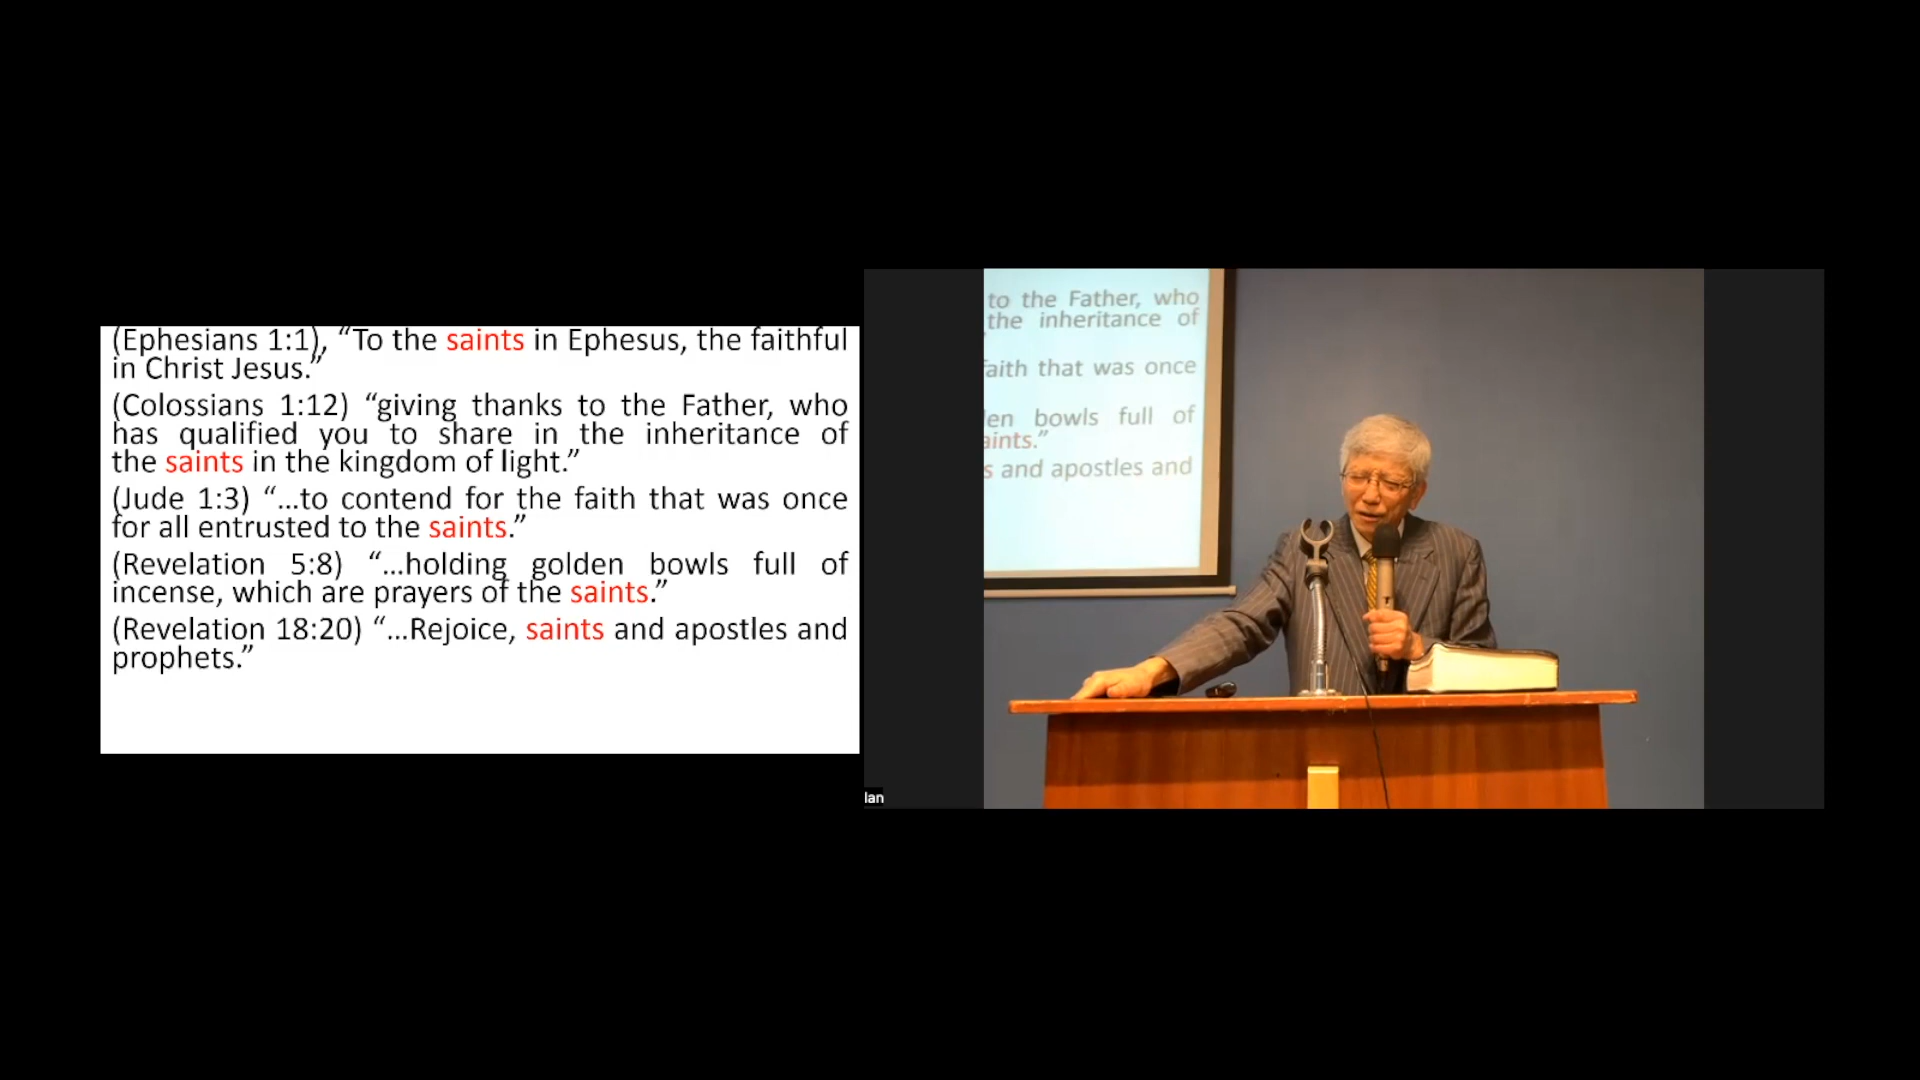 (Ephesians 1:1), “To the saints in Ephesus, the faithful
in Christ Jesus.”
(Colossians 1:12) “giving thanks to the Father, who
has qualified you to share in the inheritance of
the saints in the kingdom of light.”
(Jude 1:3) “...to contend for the faith that was once
for all entrusted to the saints.”
(Revelation 5:8) “...holding golden bowls full of
incense, which are prayers of the saints.”
(Revelation 18:20) “...Rejoice, saints and apostles and
prophets.”
to the Father, who
the inheritance of
faith that was once
en bowls full of
aints.”
s and apostles and
lan